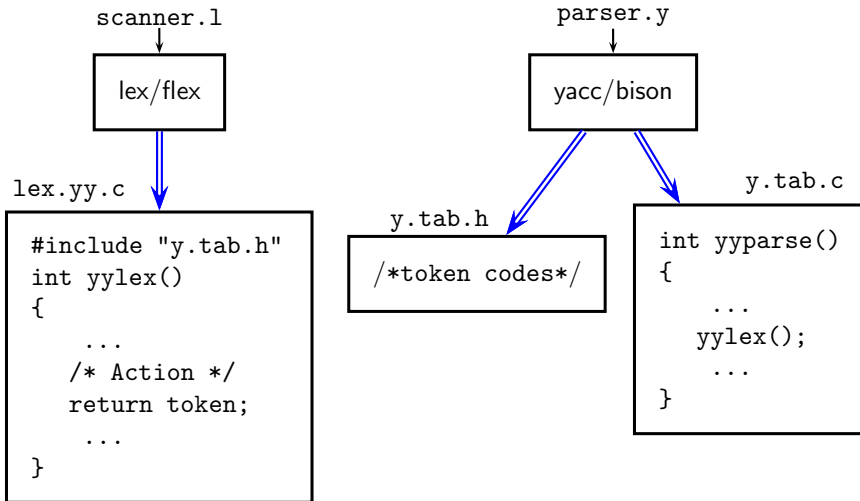 scanner.l
lex/flex
lex.yy.c
#include "y.tab.h"
int yylex()
{
...
/* Action */
return token;
...
}
parser.y
yacc/bison
y.tab.h
/*token codes*/
y.tab.c
int yyparse()
{
...
yylex();
...
}